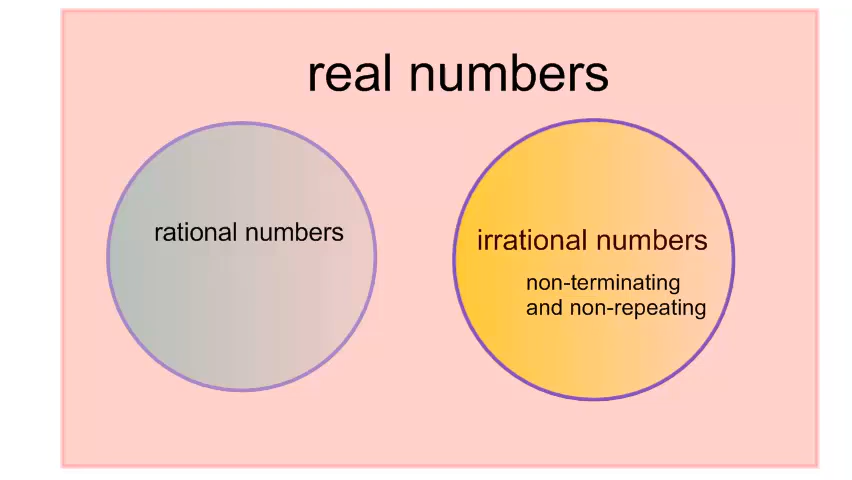 real numbers
rational numbers
irrational numbers
non-terminating
and non-repeating